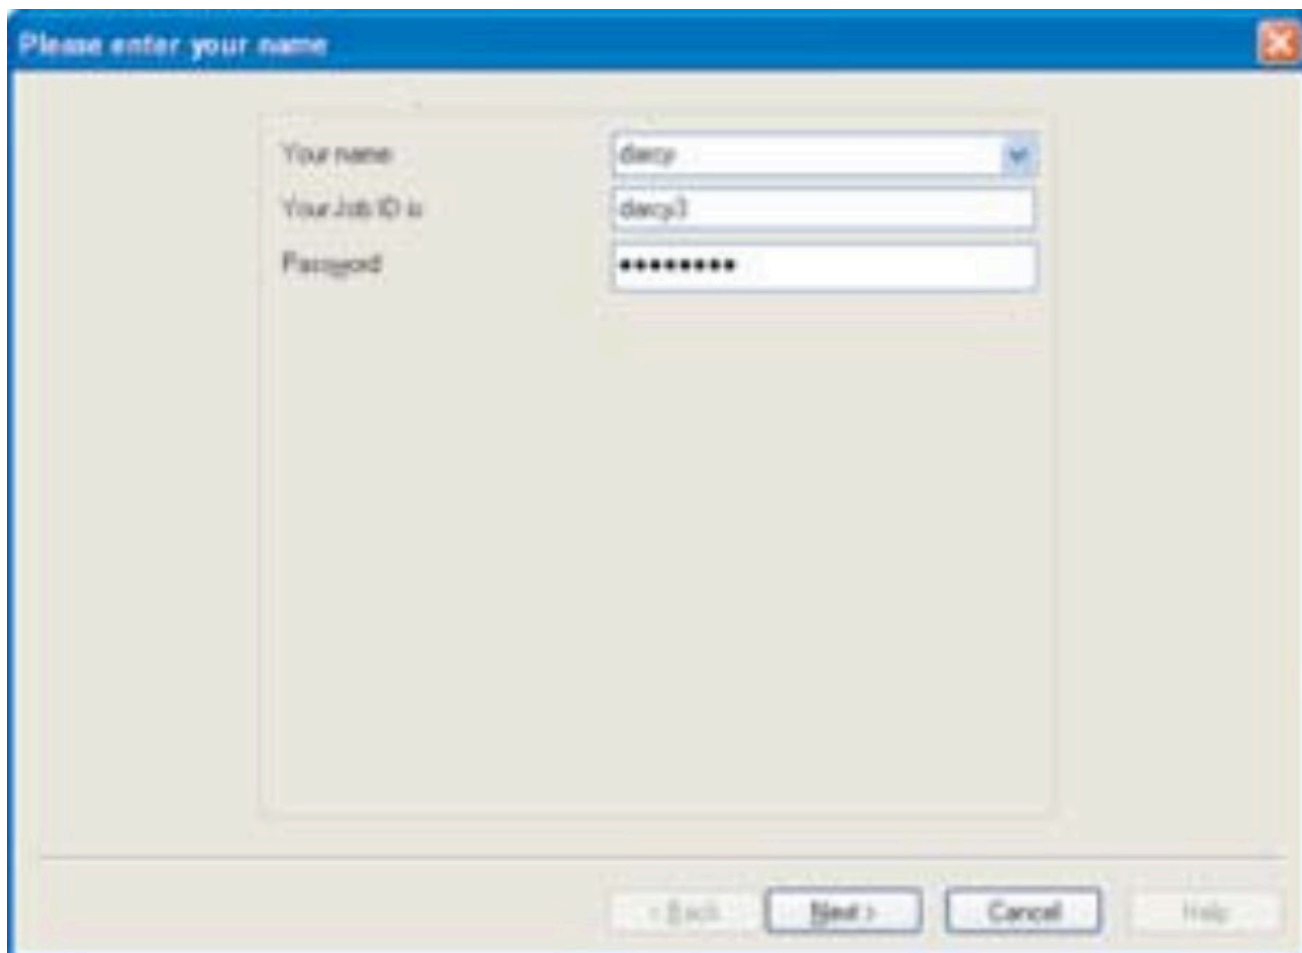 Please enter your name
Your name darcy
Your Job ID is darcy3
Password ••••••••
< Back Next > Cancel Help